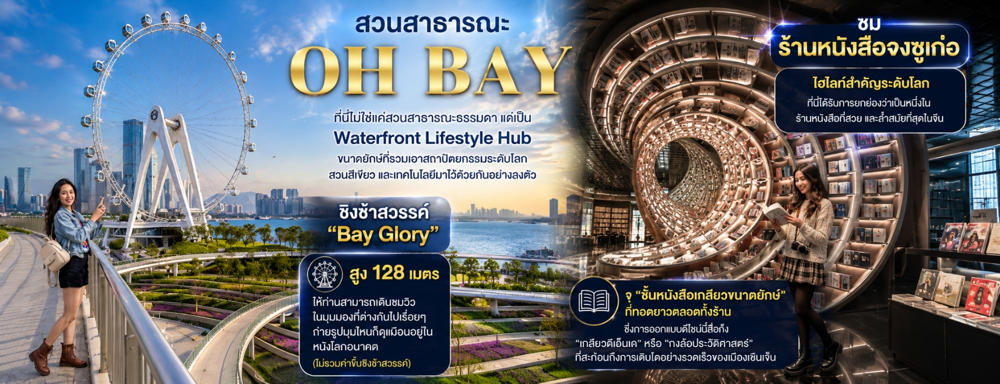 สวนสาธารณะ
OH BAY
ที่นี่ไม่ใช่แค่สวนสาธารณะธรรมดา แต่เป็น
Waterfront Lifestyle Hub
ขนาดยักษ์ที่รวมเอาสถาปัตยกรรมระดับโลก
สวนสีเขียว และเทคโนโลยีมาไว้ด้วยกันอย่างลงตัว
ชิงช้าสวรรค์
“Bay Glory”
สูง 128 เมตร
ให้ท่านสามารถเดินชมวิว
ในมุมมองที่ต่างกันไปเรื่อยๆ
ถ่ายรูปมุมไหนก็ดูเหมือนอยู่ใน
หนังโลกอนาคต
(ไม่รวมค่าขึ้นชิงช้าสวรรค์)
ชม
ร้านหนังสือจงซูเก๋อ
ไฮไลท์สำคัญระดับโลก
ที่นี่ได้รับการยกย่องว่าเป็นหนึ่งใน
ร้านหนังสือที่สวย และล้ำสมัยที่สุดในจีน
“ชั้นหนังสือเกลียวขนาดยักษ์”
ที่ทอดยาวตลอดทั้งร้าน
ซึ่งการออกแบบดีไซน์นี้สื่อถึง
“เกลียวดีเอ็นเอ” หรือ “กงล้อประวัติศาสตร์”
ที่สะท้อนถึงการเติบโตอย่างรวดเร็วของเมืองเซินเจิ้น